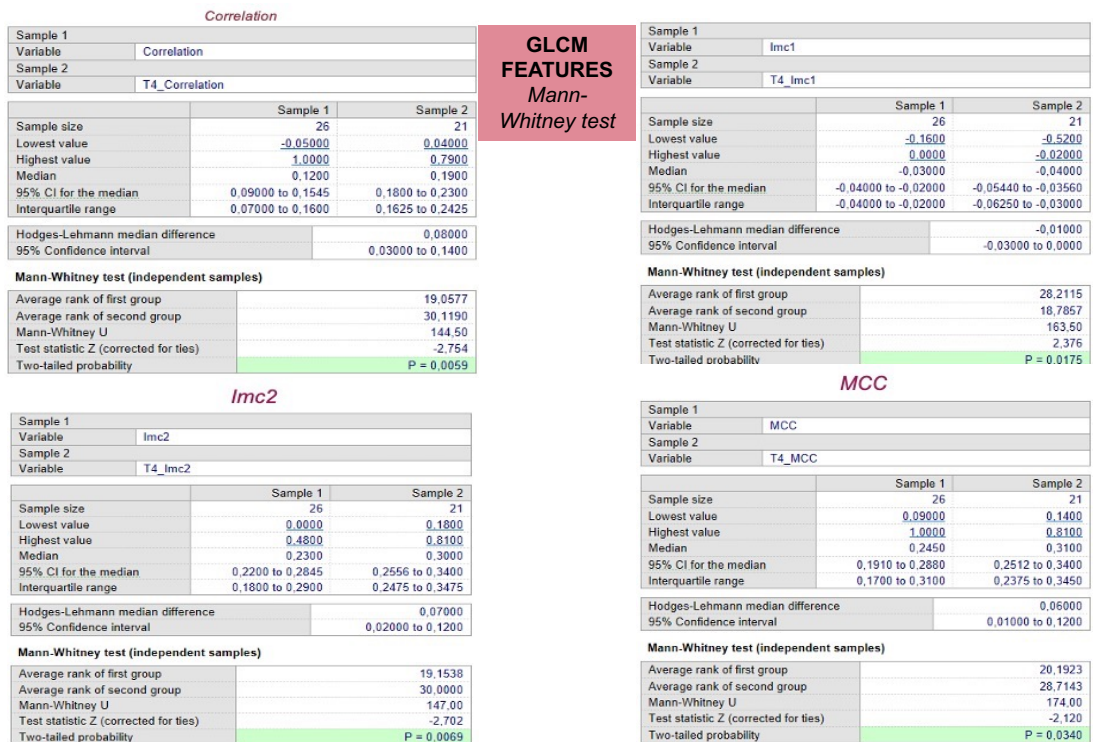 Correlation
Sample 1
Variable Correlation
Sample 2
Variable T4_Correlation
Sample 1 Sample 2
Sample size 26 21
Lowest value -0,05000 0,04000
Highest value 1,0000 0,7900
Median 0,1200 0,1900
95% CI for the median 0,09000 to 0,1545 0,1800 to 0,2300
Interquartile range 0,07000 to 0,1600 0,1625 to 0,2425
Hodges-Lehmann median difference 0,08000
95% Confidence interval 0,03000 to 0,1400
Mann-Whitney test (independent samples)
Average rank of first group 19,0577
Average rank of second group 30,1190
Mann-Whitney U 144,50
Test statistic Z (corrected for ties) -2,754
Two-tailed probability P = 0,0059
GLCM
FEATURES
Mann-
Whitney test
Sample 1
Variable Imc1
Sample 2
Variable T4_Imc1
Sample 1 Sample 2
Sample size 26 21
Lowest value -0,1600 -0,5200
Highest value 0,0000 -0,02000
Median -0,03000 -0,04000
95% CI for the median -0,04000 to -0,02000 -0,05440 to -0,03560
Interquartile range -0,04000 to -0,02000 -0,06250 to -0,03000
Hodges-Lehmann median difference -0,01000
95% Confidence interval -0,03000 to 0,0000
Mann-Whitney test (independent samples)
Average rank of first group 28,2115
Average rank of second group 18,7857
Mann-Whitney U 163,50
Test statistic Z (corrected for ties) 2,376
Two-tailed probability P = 0,0175
Imc2
Sample 1
Variable Imc2
Sample 2
Variable T4_Imc2
Sample 1 Sample 2
Sample size 26 21
Lowest value 0,0000 0,1800
Highest value 0,4800 0,8100
Median 0,2300 0,3000
95% CI for the median 0,2200 to 0,2845 0,2556 to 0,3400
Interquartile range 0,1800 to 0,2900 0,2475 to 0,3475
Hodges-Lehmann median difference 0,07000
95% Confidence interval 0,02000 to 0,1200
Mann-Whitney test (independent samples)
Average rank of first group 19,1538
Average rank of second group 30,0000
Mann-Whitney U 147,00
Test statistic Z (corrected for ties) -2,702
Two-tailed probability P = 0,0069
MCC
Sample 1
Variable MCC
Sample 2
Variable T4_MCC
Sample 1 Sample 2
Sample size 26 21
Lowest value 0,09000 0,1400
Highest value 1,0000 0,8100
Median 0,2450 0,3100
95% CI for the median 0,1910 to 0,2880 0,2512 to 0,3400
Interquartile range 0,1700 to 0,3100 0,2375 to 0,3450
Hodges-Lehmann median difference 0,06000
95% Confidence interval 0,01000 to 0,1200
Mann-Whitney test (independent samples)
Average rank of first group 20,1923
Average rank of second group 28,7143
Mann-Whitney U 174,00
Test statistic Z (corrected for ties) -2,120
Two-tailed probability P = 0,0340